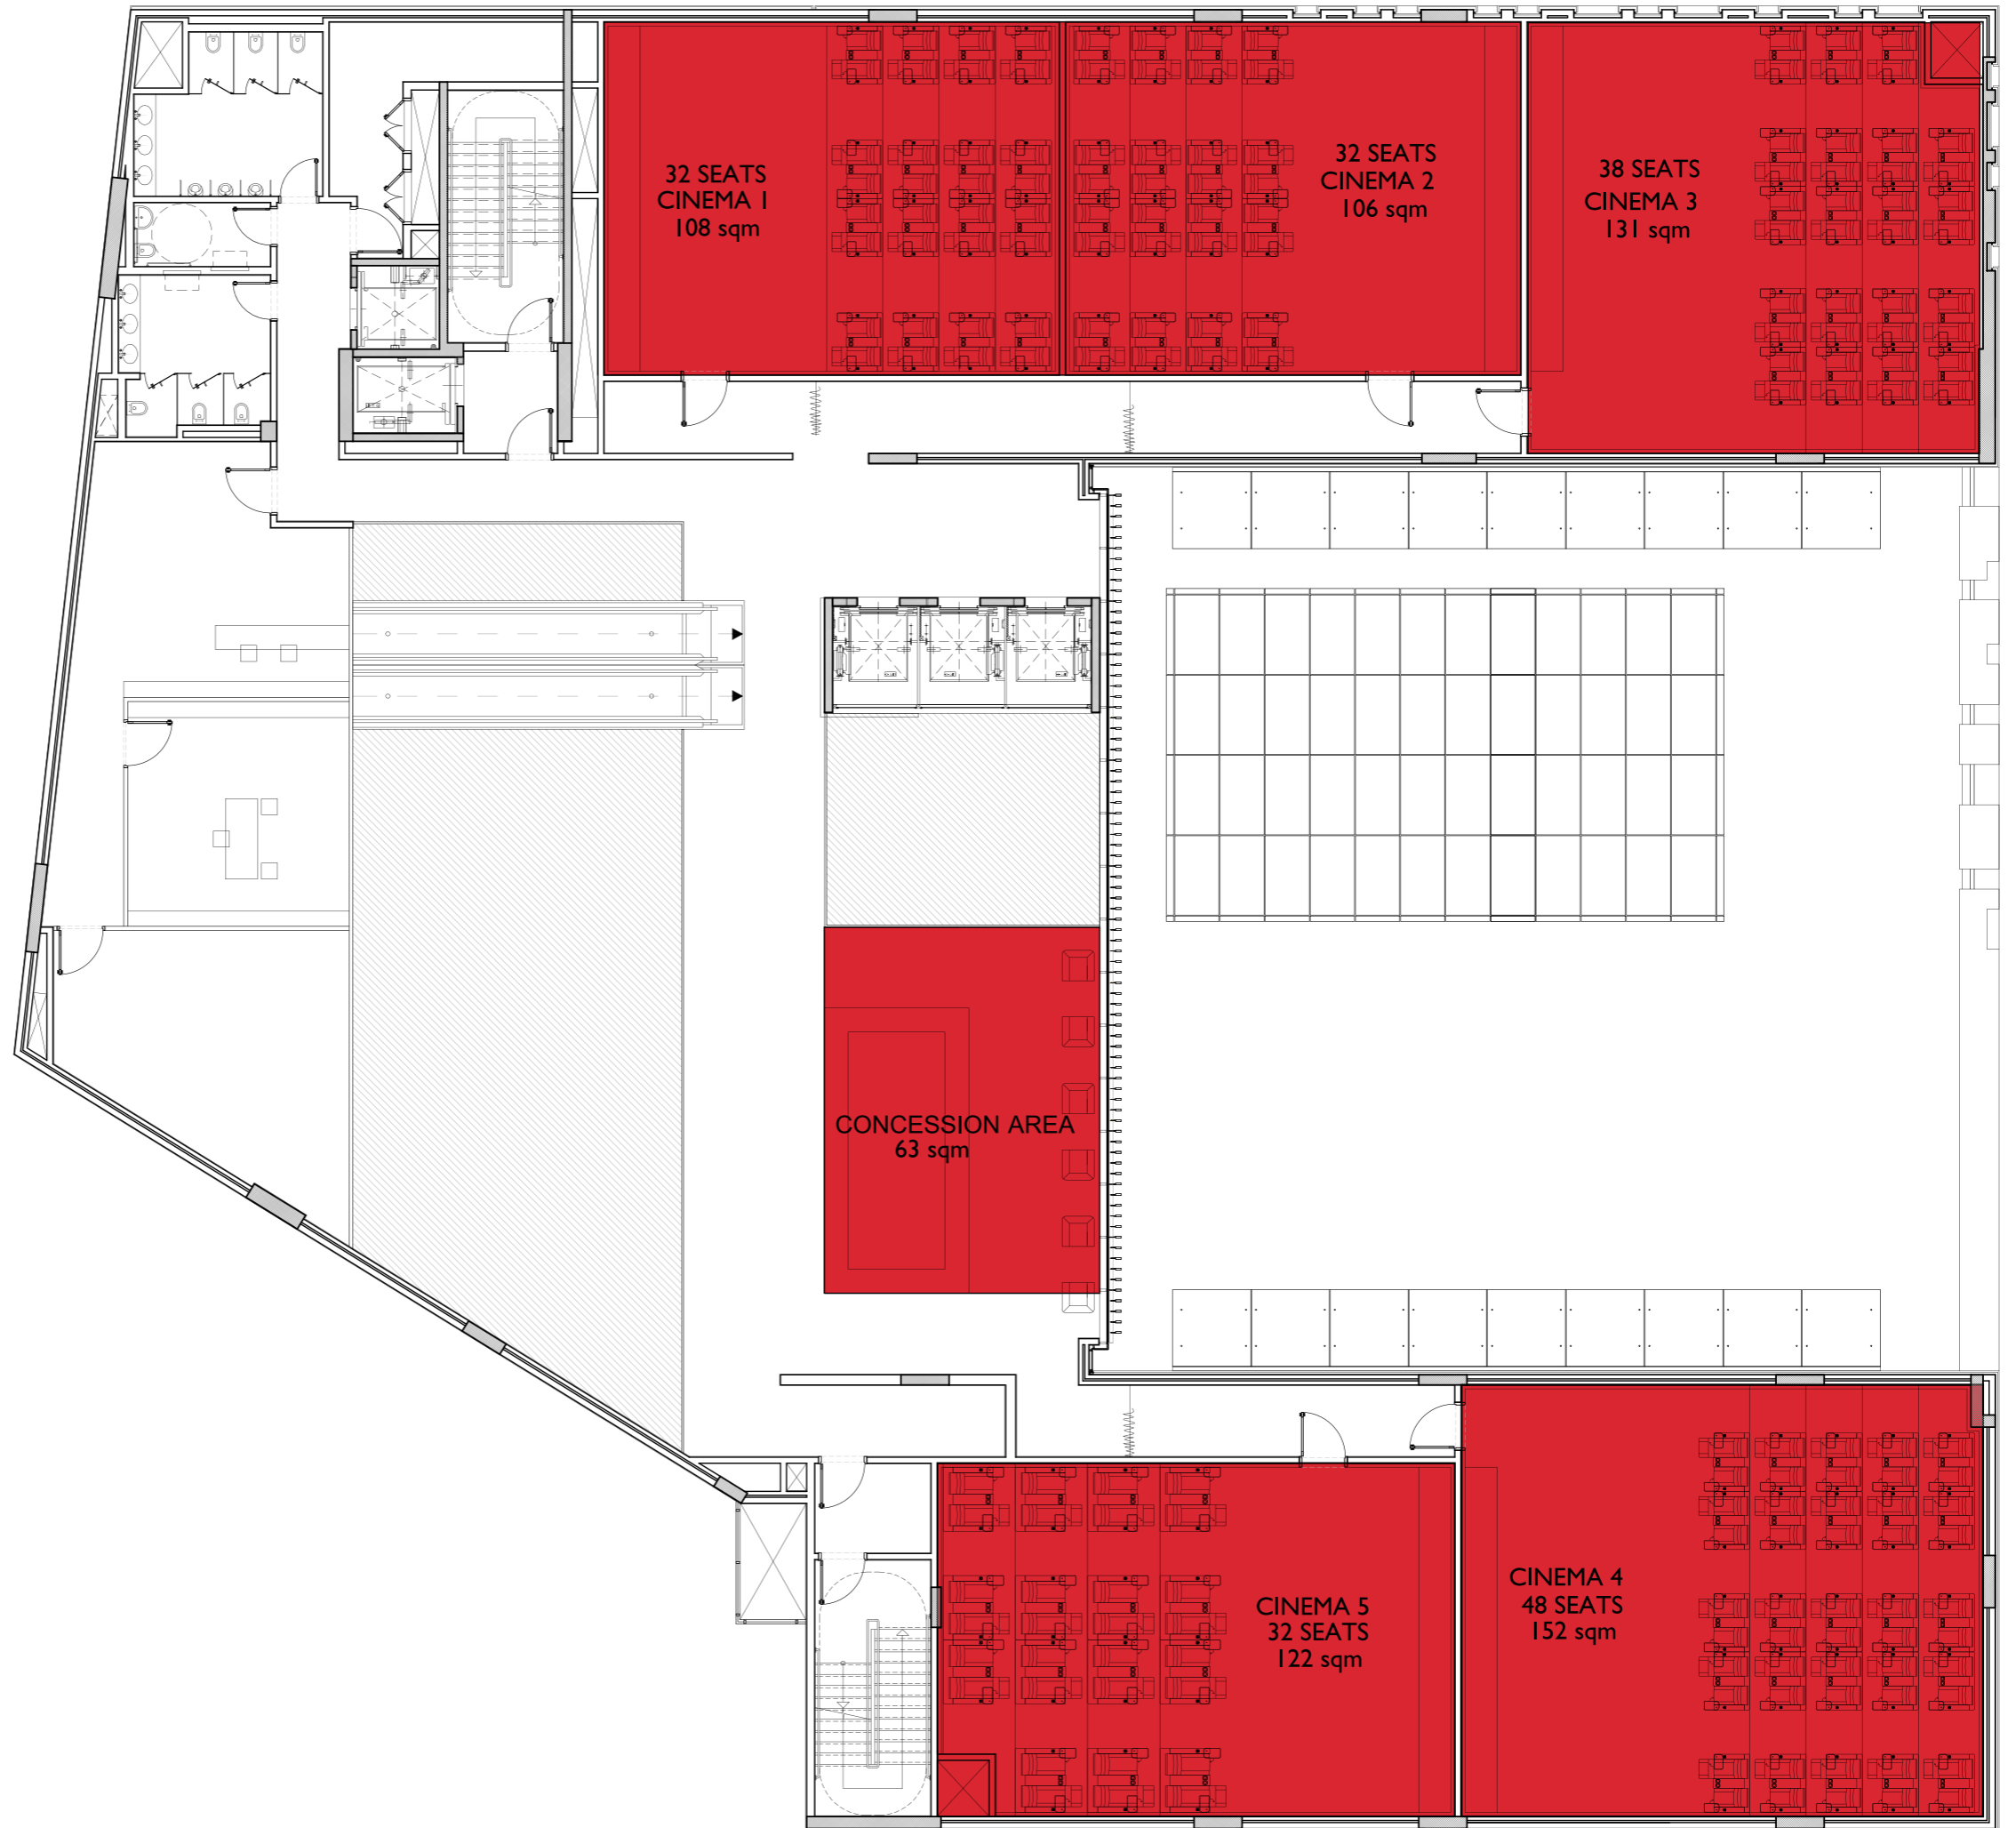 32 SEATS
CINEMA 1
108 sqm
32 SEATS
CINEMA 2
106 sqm
38 SEATS
CINEMA 3
131 sqm
CONCESSION AREA
63 sqm
CINEMA 5
32 SEATS
122 sqm
CINEMA 4
48 SEATS
152 sqm